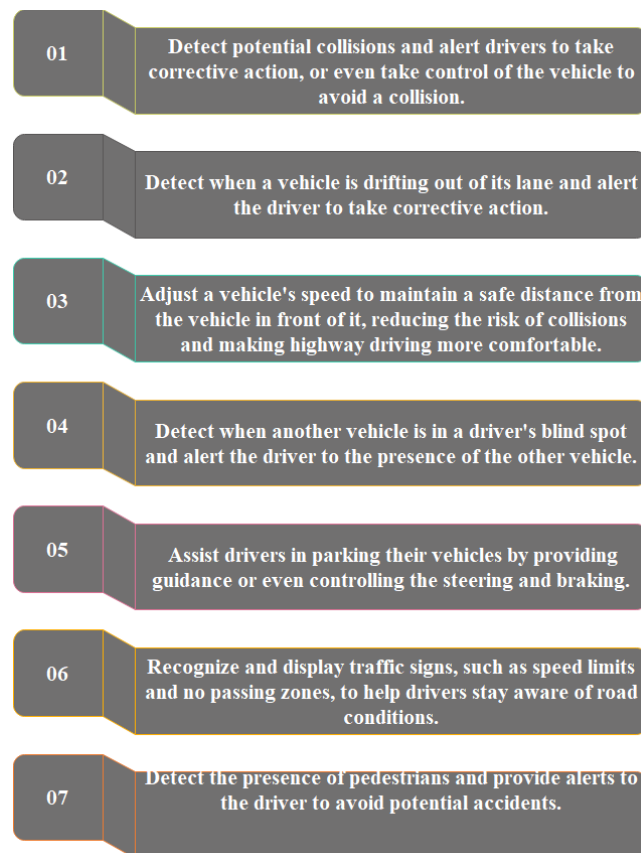 01
Detect potential collisions and alert drivers to take
corrective action, or even take control of the vehicle to
avoid a collision.
02
Detect when a vehicle is drifting out of its lane and alert
the driver to take corrective action.
03
Adjust a vehicle's speed to maintain a safe distance from
the vehicle in front of it, reducing the risk of collisions
and making highway driving more comfortable.
04
Detect when another vehicle is in a driver's blind spot
and alert the driver to the presence of the other vehicle.
05
Assist drivers in parking their vehicles by providing
guidance or even controlling the steering and braking.
06
Recognize and display traffic signs, such as speed limits
and no passing zones, to help drivers stay aware of road
conditions.
07
Detect the presence of pedestrians and provide alerts to
the driver to avoid potential accidents.